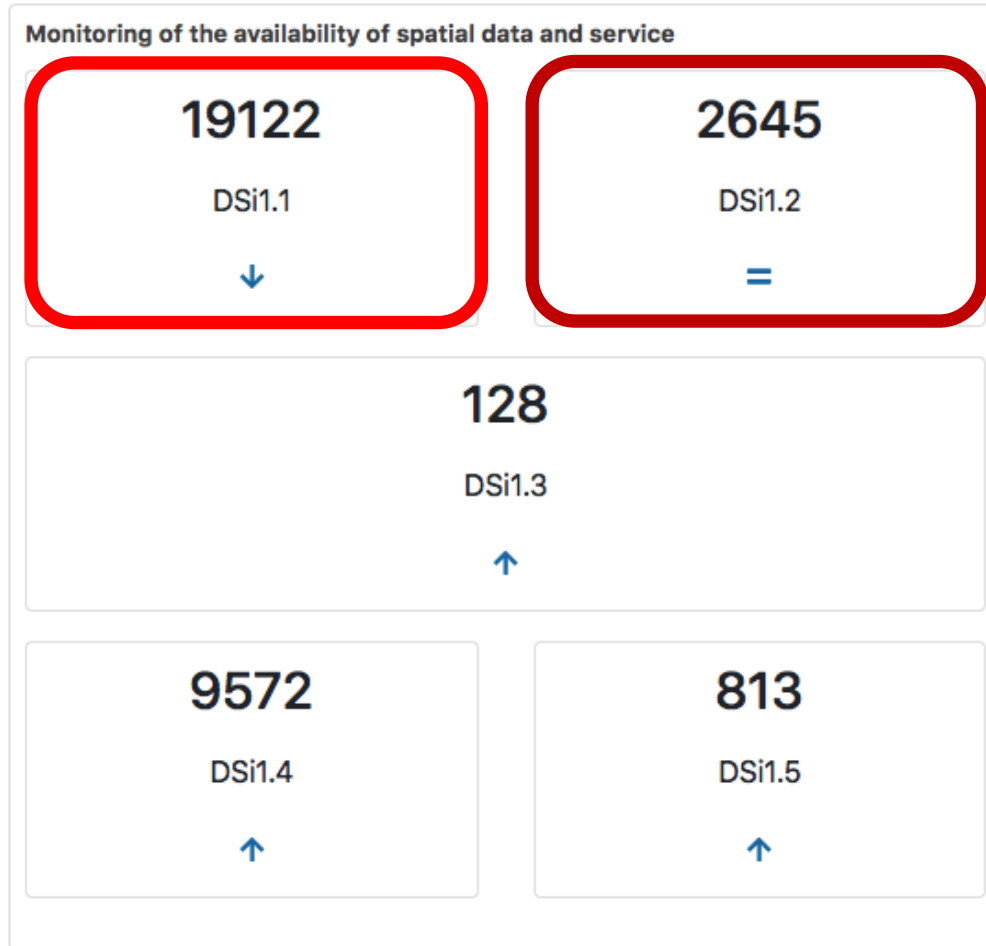 Monitoring of the availability of spatial data and service
19122
DSi1.1
↓
2645
DSi1.2
=
128
DSi1.3
↑
9572
DSi1.4
↑
813
DSi1.5
↑